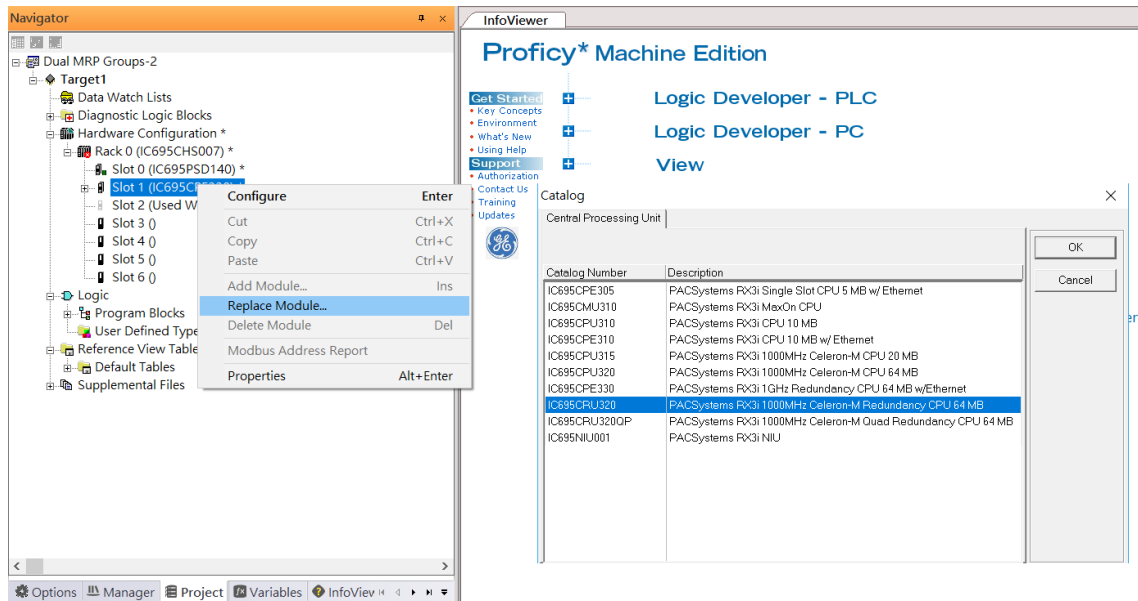 Navigator
Dual MRP Groups-2
Target1
Data Watch Lists
Diagnostic Logic Blocks
Hardware Configuration *
Rack 0 (IC695CHS007) *
Slot 0 (IC695PSD140) *
Slot 1 (IC695C
Slot 2 (Used W
Slot 3 ()
Slot 4 ()
Slot 5 ()
Slot 6 ()
Logic
Program Blocks
User Defined Type
Reference View Table
Default Tables
Supplemental Files
Configure Enter
Cut Ctrl+X
Copy Ctrl+C
Paste Ctrl+V
Add Module... Ins
Replace Module...
Delete Module Del
Modbus Address Report
Properties Alt+Enter
Options Manager Project Variables InfoView
InfoViewer
Proficy* Machine Edition
Get Started
• Key Concepts
• Environment
• What's New
• Using Help
Support
• Authorization
• Contact Us
• Training
• Updates
Logic Developer - PLC
Logic Developer - PC
View
Catalog
Central Processing Unit
OK
Cancel
Catalog Number Description
IC695CPE305 PACSystems RX3i Single Slot CPU 5 MB w/ Ethernet
IC695CMU310 PACSystems RX3i MaxOn CPU
IC695CPU310 PACSystems RX3i CPU 10 MB
IC695CPE310 PACSystems RX3i CPU 10 MB w/ Ethernet
IC695CPU315 PACSystems RX3i 1000MHz Celeron-M CPU 20 MB
IC695CPU320 PACSystems RX3i 1000MHz Celeron-M CPU 64 MB
IC695CPE330 PACSystems RX3i 1GHz Redundancy CPU 64 MB w/Ethernet
IC695CRU320 PACSystems RX3i 1000MHz Celeron-M Redundancy CPU 64 MB
IC695CRU320QP PACSystems RX3i 1000MHz Celeron-M Quad Redundancy CPU 64 MB
IC695NIU001 PACSystems RX3i NIU
er